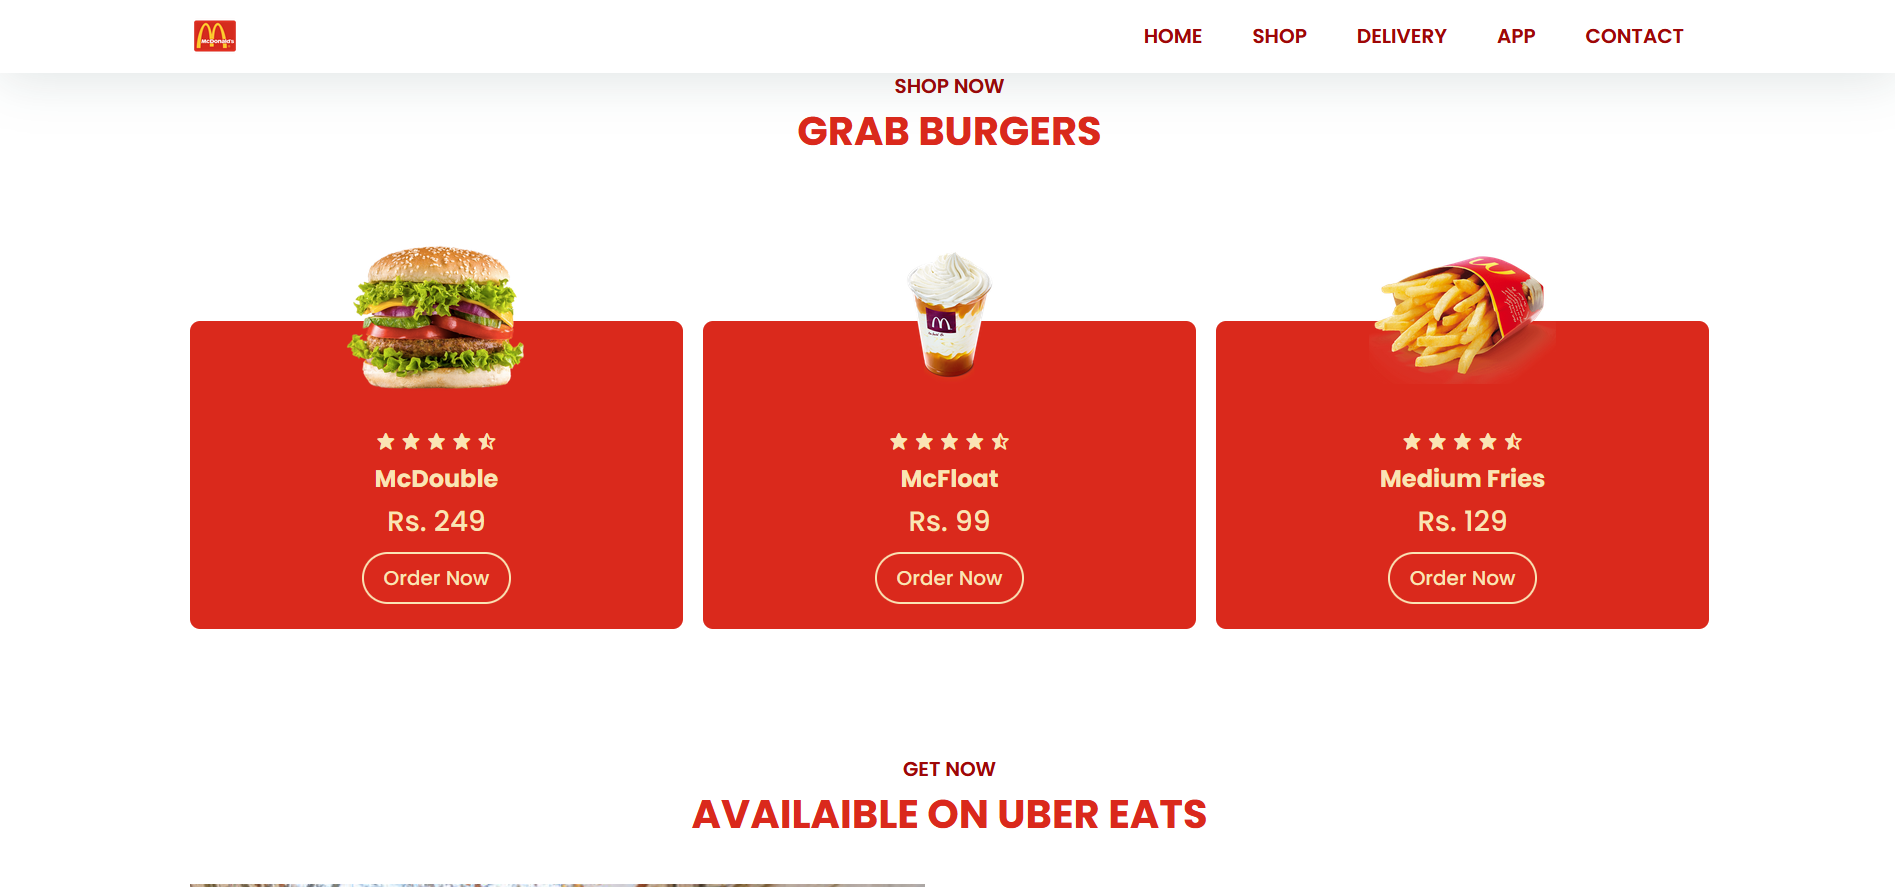 McDonald's
HOME SHOP DELIVERY APP CONTACT
SHOP NOW
GRAB BURGERS
McDouble
Rs. 249
Order Now
McFloat
Rs. 99
Order Now
Medium Fries
Rs. 129
Order Now
GET NOW
AVAILAIBLE ON UBER EATS